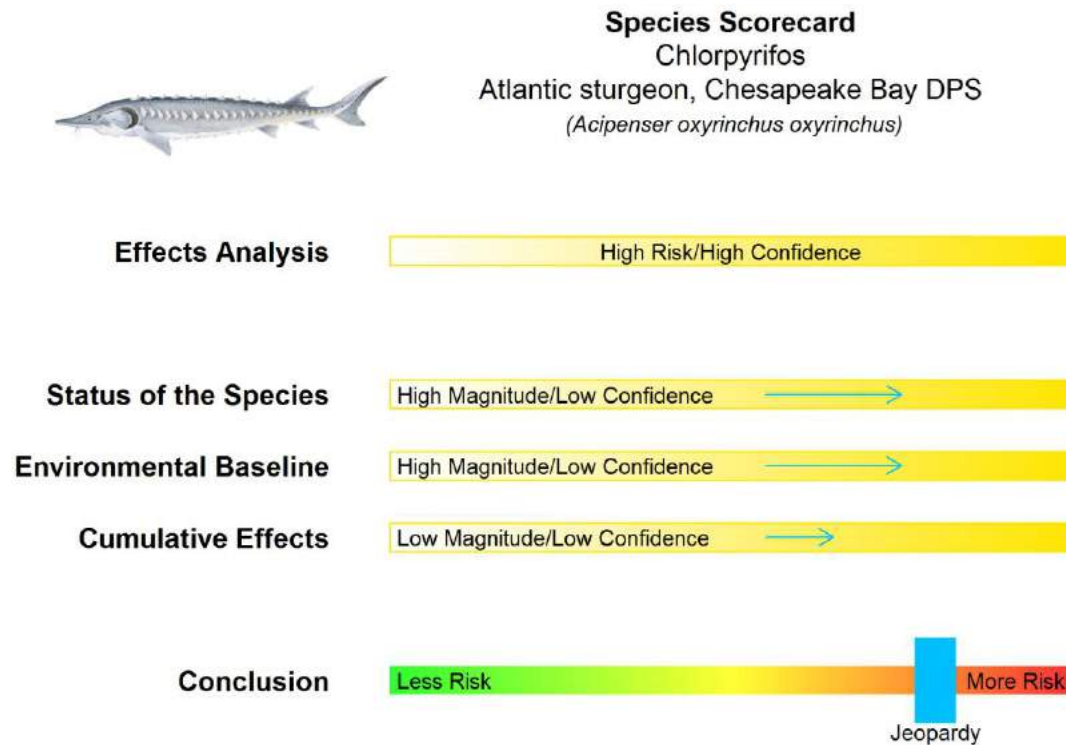 Species Scorecard
Chlorpyrifos
Atlantic sturgeon, Chesapeake Bay DPS
(Acipenser oxyrinchus oxyrinchus)
Effects Analysis
High Risk/High Confidence
Status of the Species
High Magnitude/Low Confidence
Environmental Baseline
High Magnitude/Low Confidence
Cumulative Effects
Low Magnitude/Low Confidence
Conclusion
Less Risk
More Risk
Jeopardy